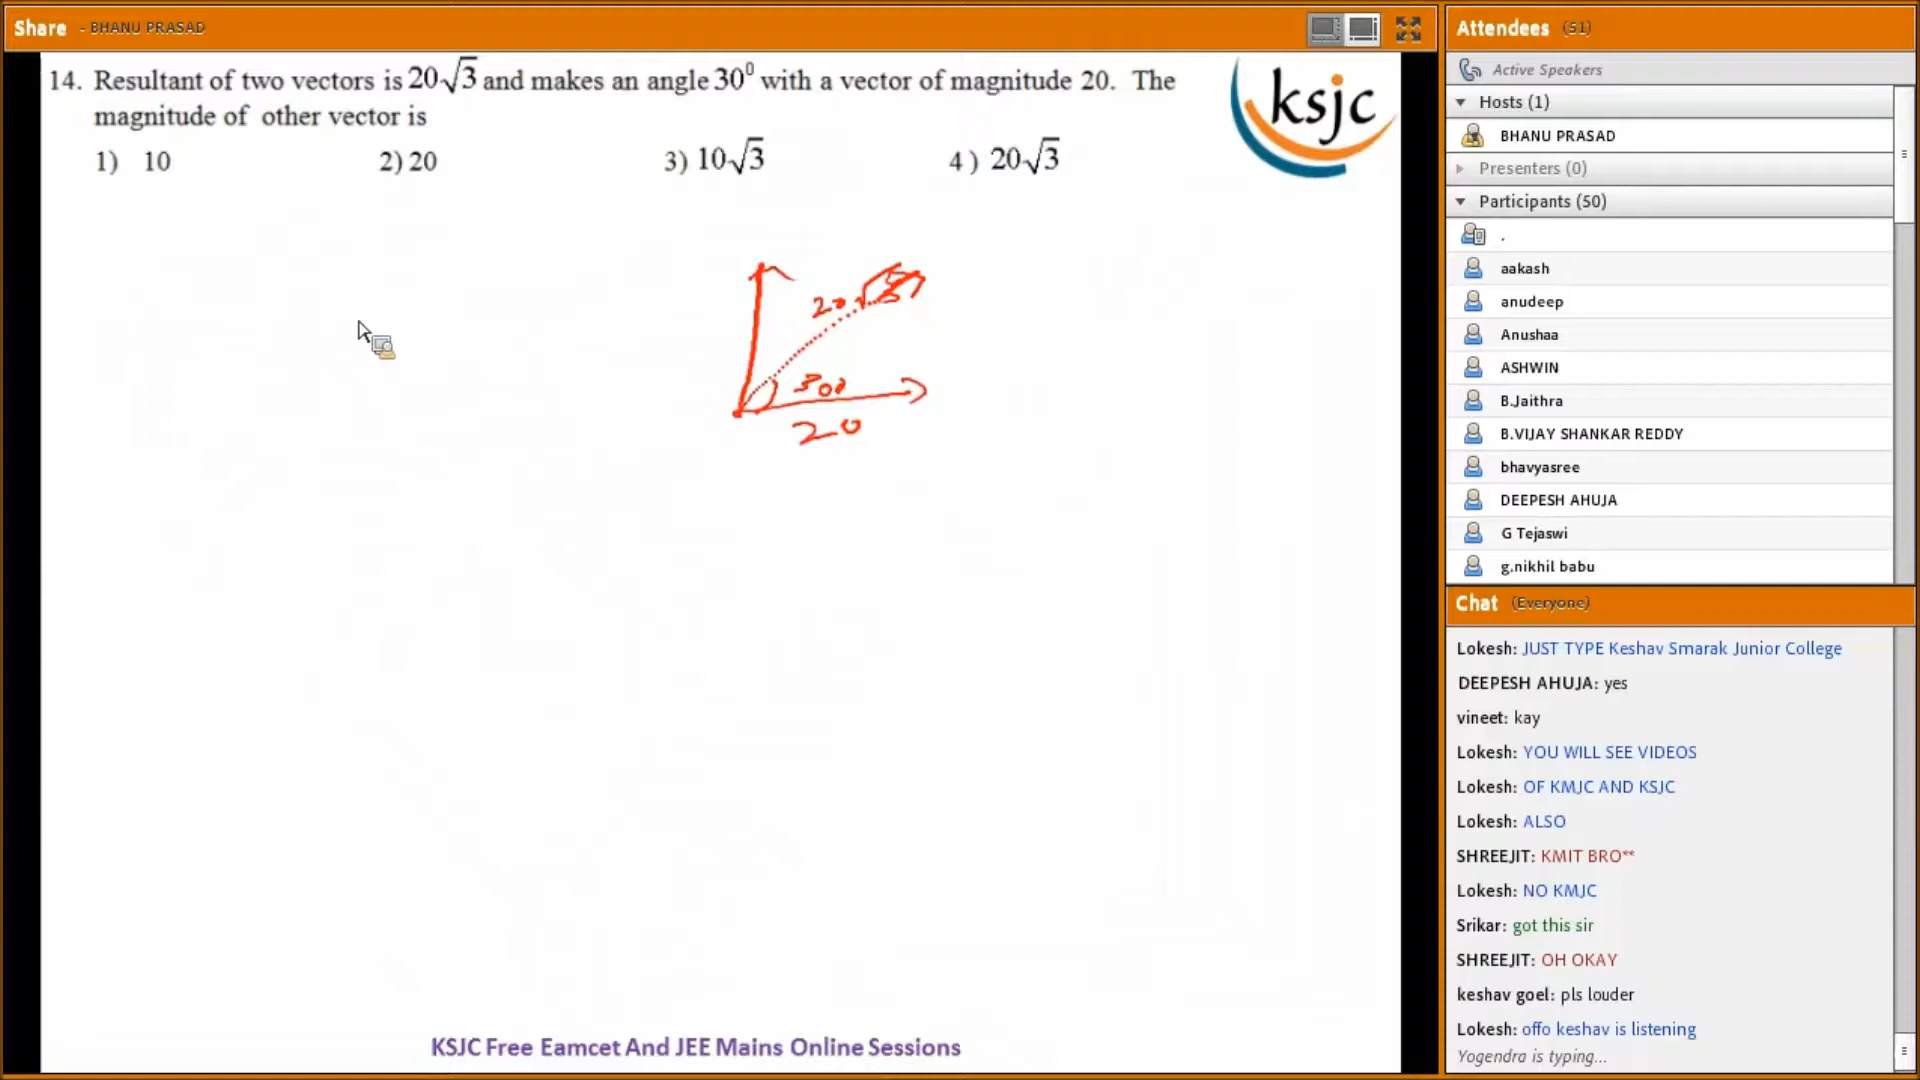 Share - BHANU PRASAD
14. Resultant of two vectors is 20√3 and makes an angle 30⁰ with a vector of magnitude 20. The
magnitude of other vector is
1) 10 2) 20 3) 10√3 4) 20√3
ksjc
20√3
300
20
KSJC Free Eamcet And JEE Mains Online Sessions
Attendees (51)
Active Speakers
Hosts (1)
BHANU PRASAD
Presenters (0)
Participants (50)
.
aakash
anudeep
Anushaa
ASHWIN
B.Jaithra
B.VIJAY SHANKAR REDDY
bhavyasree
DEEPESH AHUJA
G Tejaswi
g.nikhil babu
Chat (Everyone)
Lokesh: JUST TYPE Keshav Smarak Junior College
DEEPESH AHUJA: yes
vineet: kay
Lokesh: YOU WILL SEE VIDEOS
Lokesh: OF KMJC AND KSJC
Lokesh: ALSO
SHREEJIT: KMIT BRO**
Lokesh: NO KMJC
Srikar: got this sir
SHREEJIT: OH OKAY
keshav goel: pls louder
Lokesh: offo keshav is listening
Yogendra is typing...